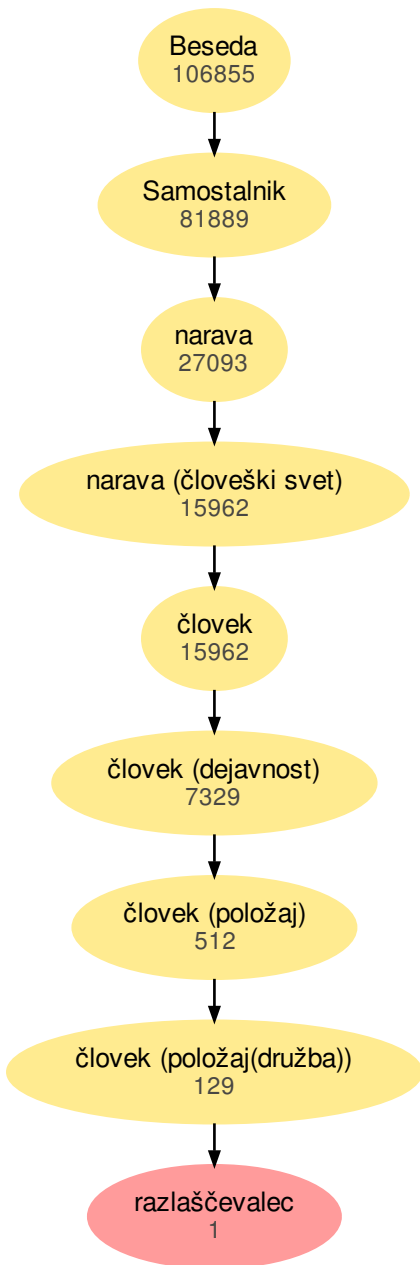 Beseda
106855
Samostalnik
81889
narava
27093
narava (človeški svet)
15962
človek
15962
človek (dejavnost)
7329
človek (položaj)
512
človek (položaj(družba))
129
razlaščevalec
1